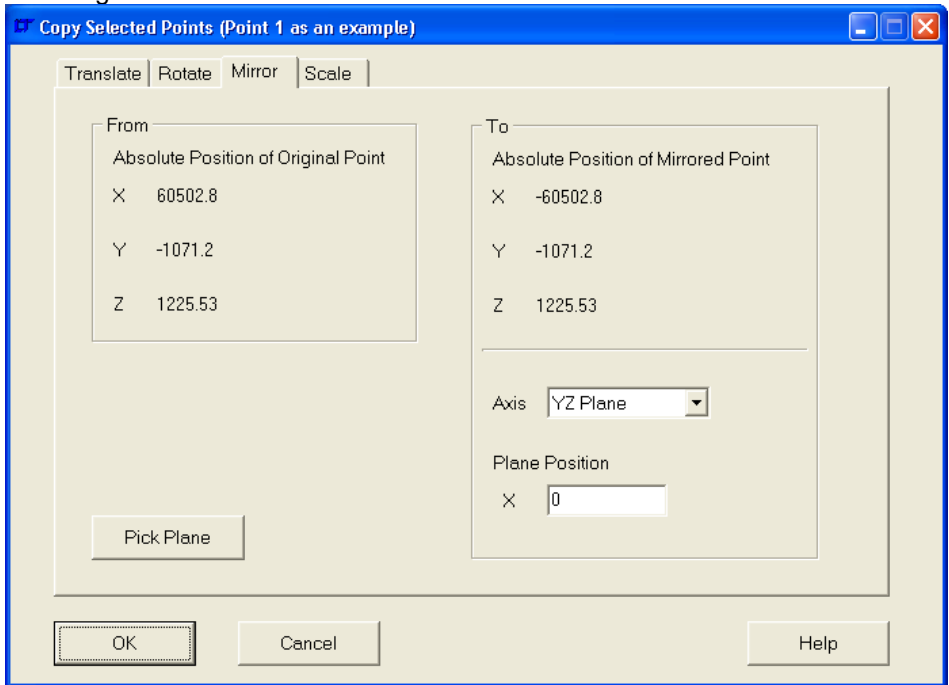 Copy Selected Points (Point 1 as an example)
Translate Rotate Mirror Scale
From
Absolute Position of Original Point
X 60502.8
Y -1071.2
Z 1225.53
To
Absolute Position of Mirrored Point
X -60502.8
Y -1071.2
Z 1225.53
Axis YZ Plane
Plane Position
X 0
Pick Plane
OK Cancel Help